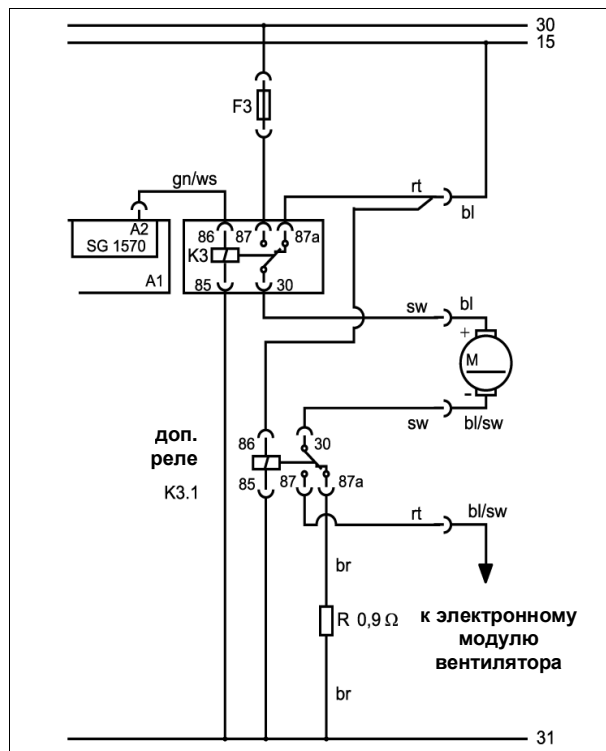 30
15
F3
gn/ws
rt
bl
A2
SG 1570
A1
86
87
87a
K3
85
30
sw
bl
+
M
-
sw
bl/sw
доп.
реле
K3.1
86
30
85
87
87a
rt
bl/sw
br
R 0,9 Ω
к электронному
модулю
вентилятора
br
31